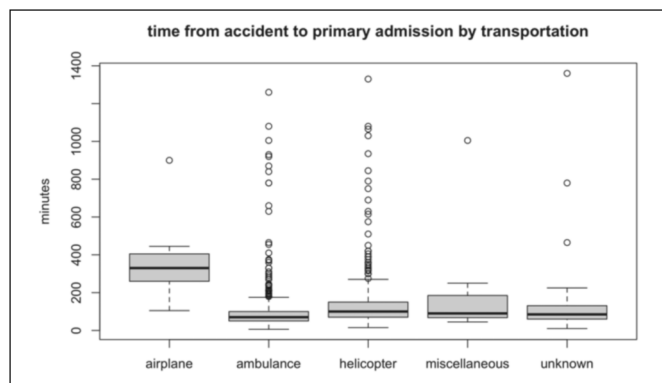 time from accident to primary admission by transportation
1400
1000
800
600
400
200
0
minutes
airplane ambulance helicopter miscellaneous unknown